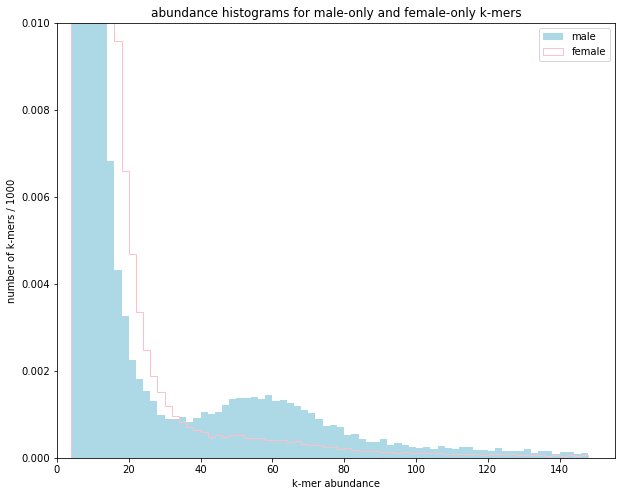 abundance histograms for male-only and female-only k-mers
male
female
number of k-mers / 1000
0.010
0.008
0.006
0.004
0.002
0.000
0 20 40 60 80 100 120 140
k-mer abundance